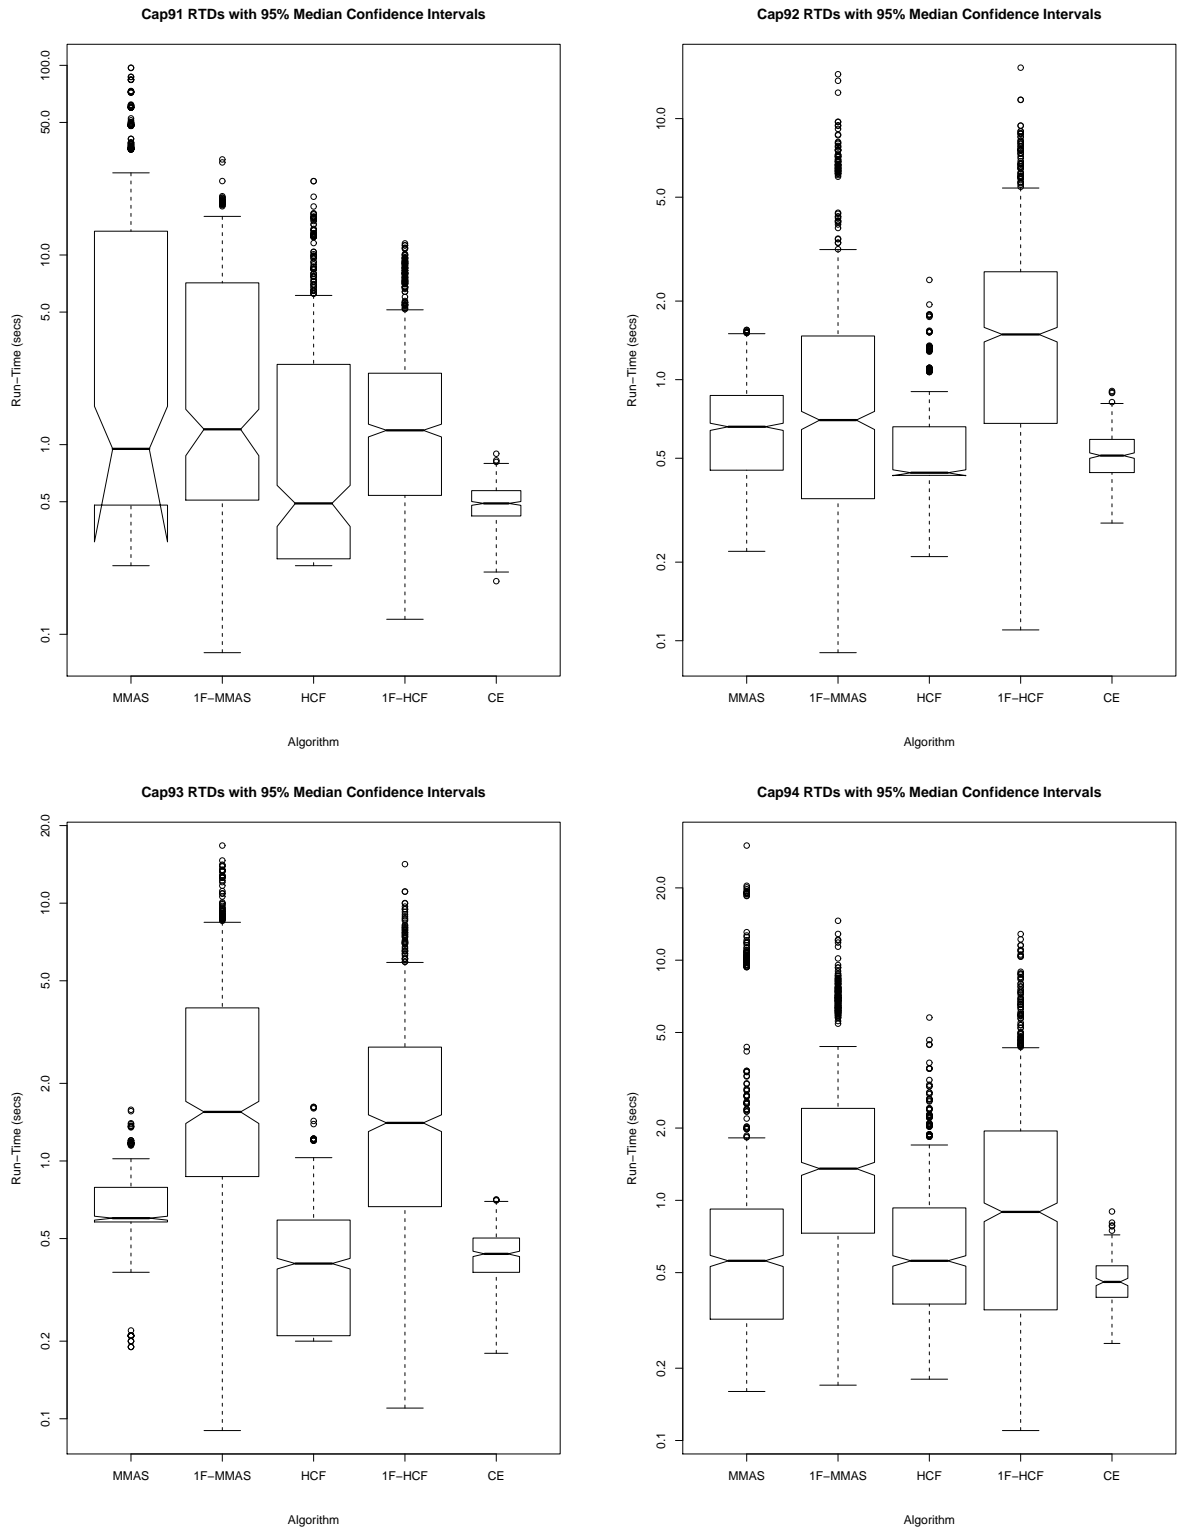 Cap91 RTDs with 95% Median Confidence Intervals
Run−Time (secs)
100.0
50.0
10.0
5.0
1.0
0.5
0.1
MMAS 1F−MMAS HCF 1F−HCF CE
Algorithm
Cap92 RTDs with 95% Median Confidence Intervals
Run−Time (secs)
10.0
5.0
2.0
1.0
0.5
0.2
0.1
MMAS 1F−MMAS HCF 1F−HCF CE
Algorithm
Cap93 RTDs with 95% Median Confidence Intervals
Run−Time (secs)
20.0
10.0
5.0
2.0
1.0
0.5
0.2
0.1
MMAS 1F−MMAS HCF 1F−HCF CE
Algorithm
Cap94 RTDs with 95% Median Confidence Intervals
Run−Time (secs)
20.0
10.0
5.0
2.0
1.0
0.5
0.2
0.1
MMAS 1F−MMAS HCF 1F−HCF CE
Algorithm